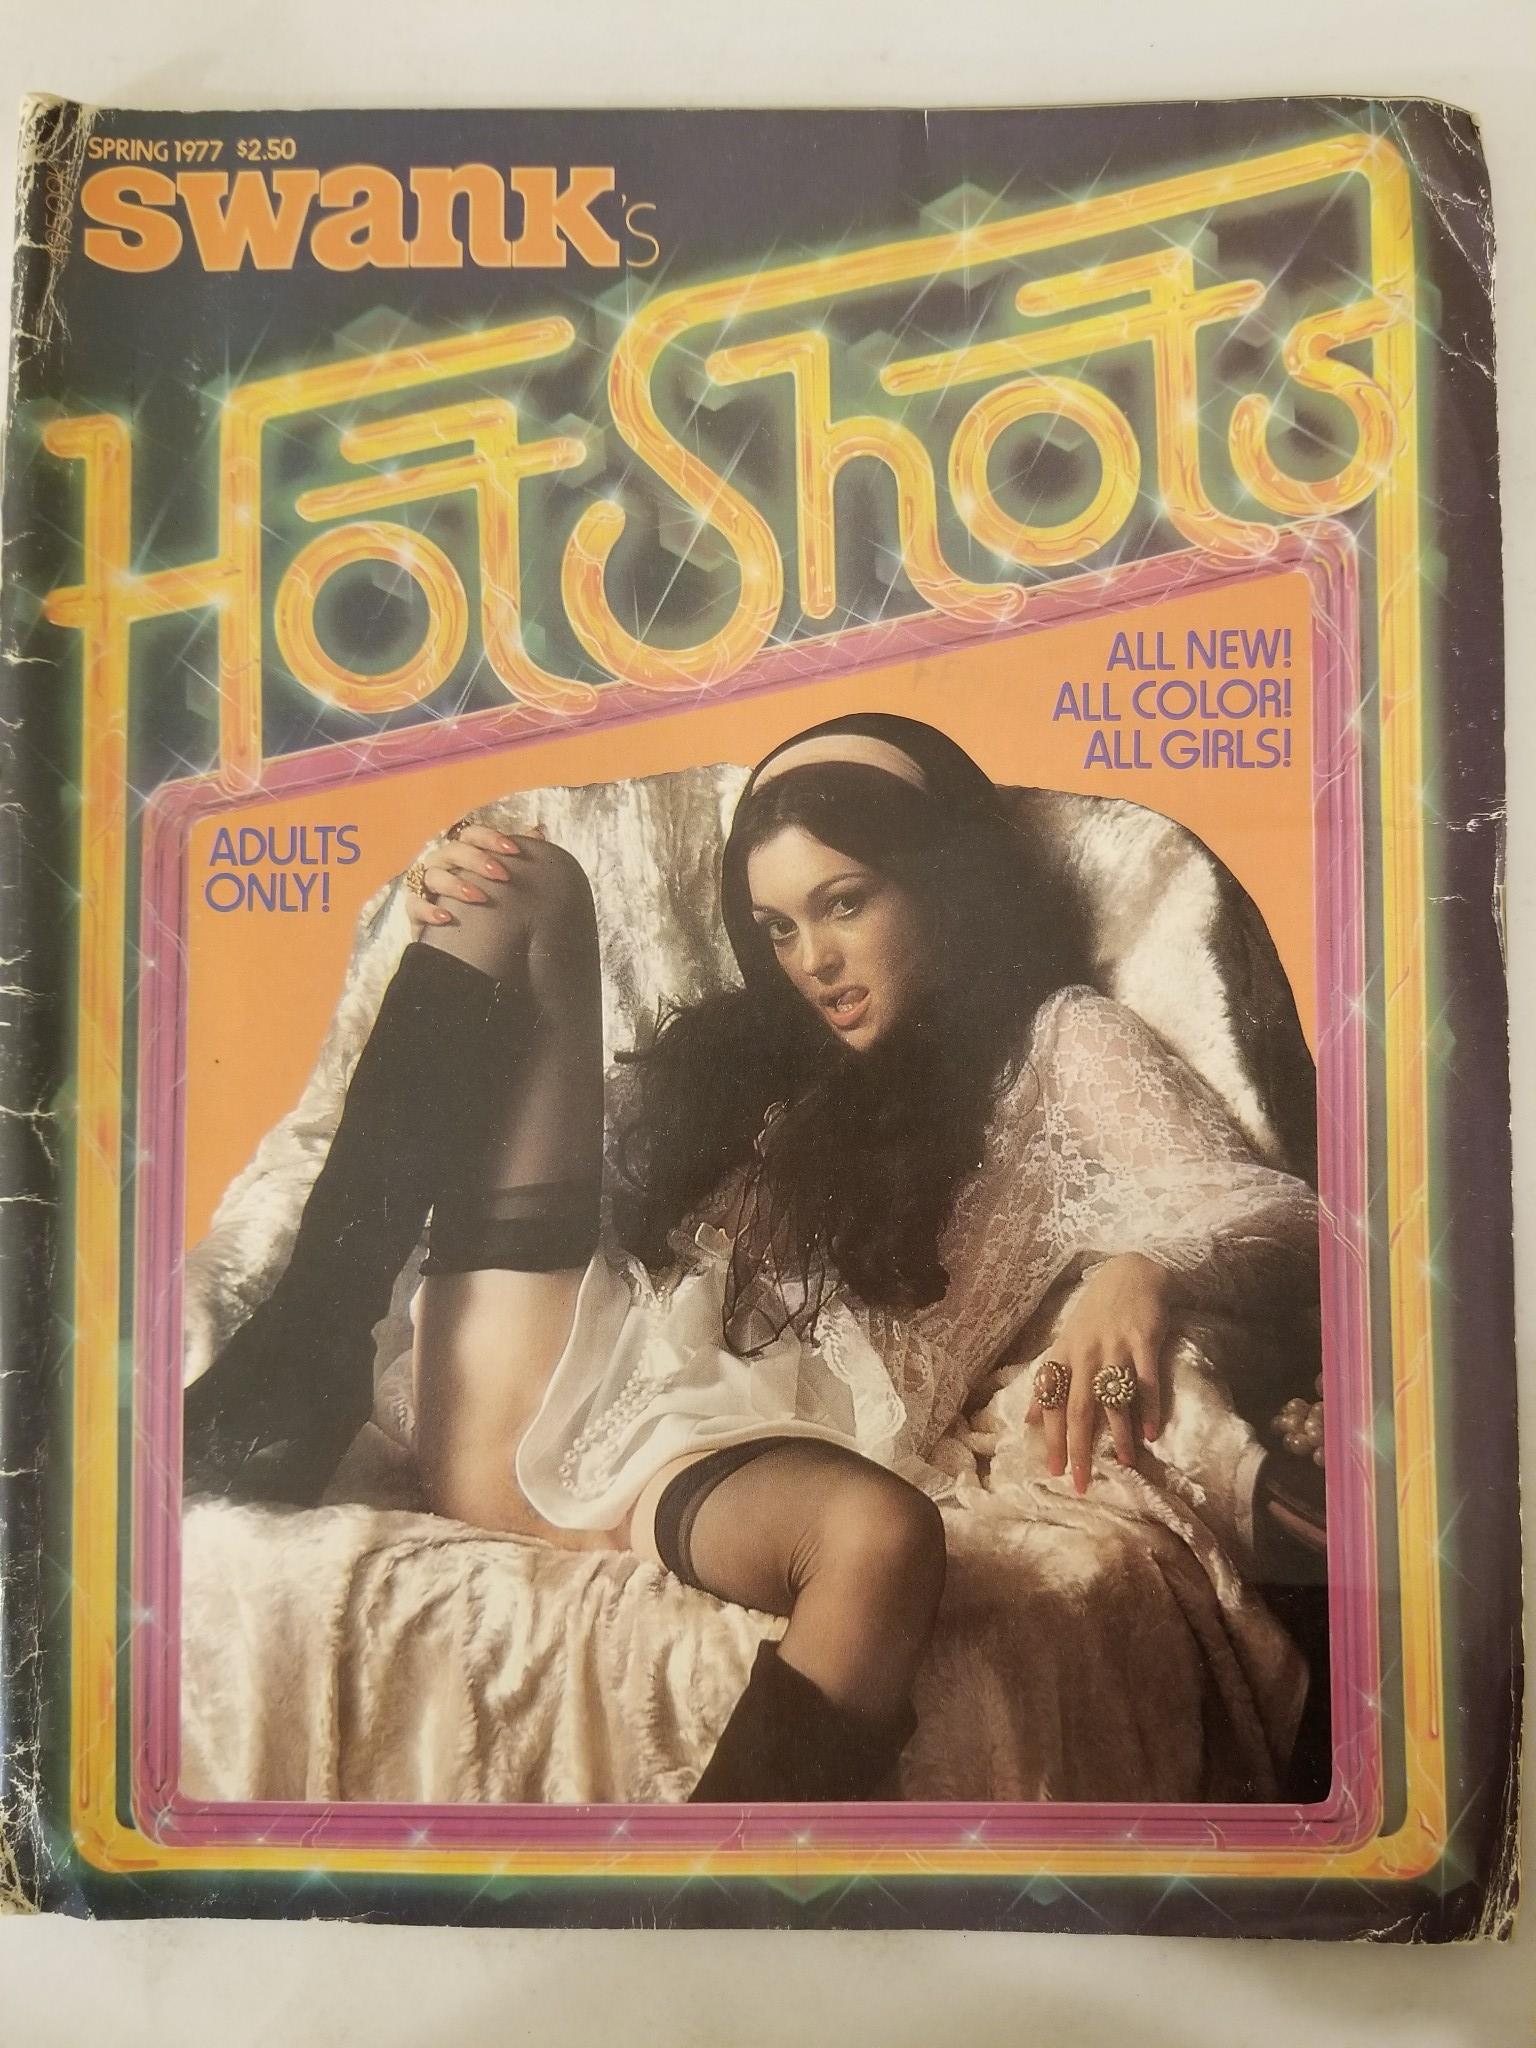 SPRING 1977 $2.50
swank's
HotShots
ALL NEW!
ALL COLOR!
ALL GIRLS!
ADULTS
ONLY!